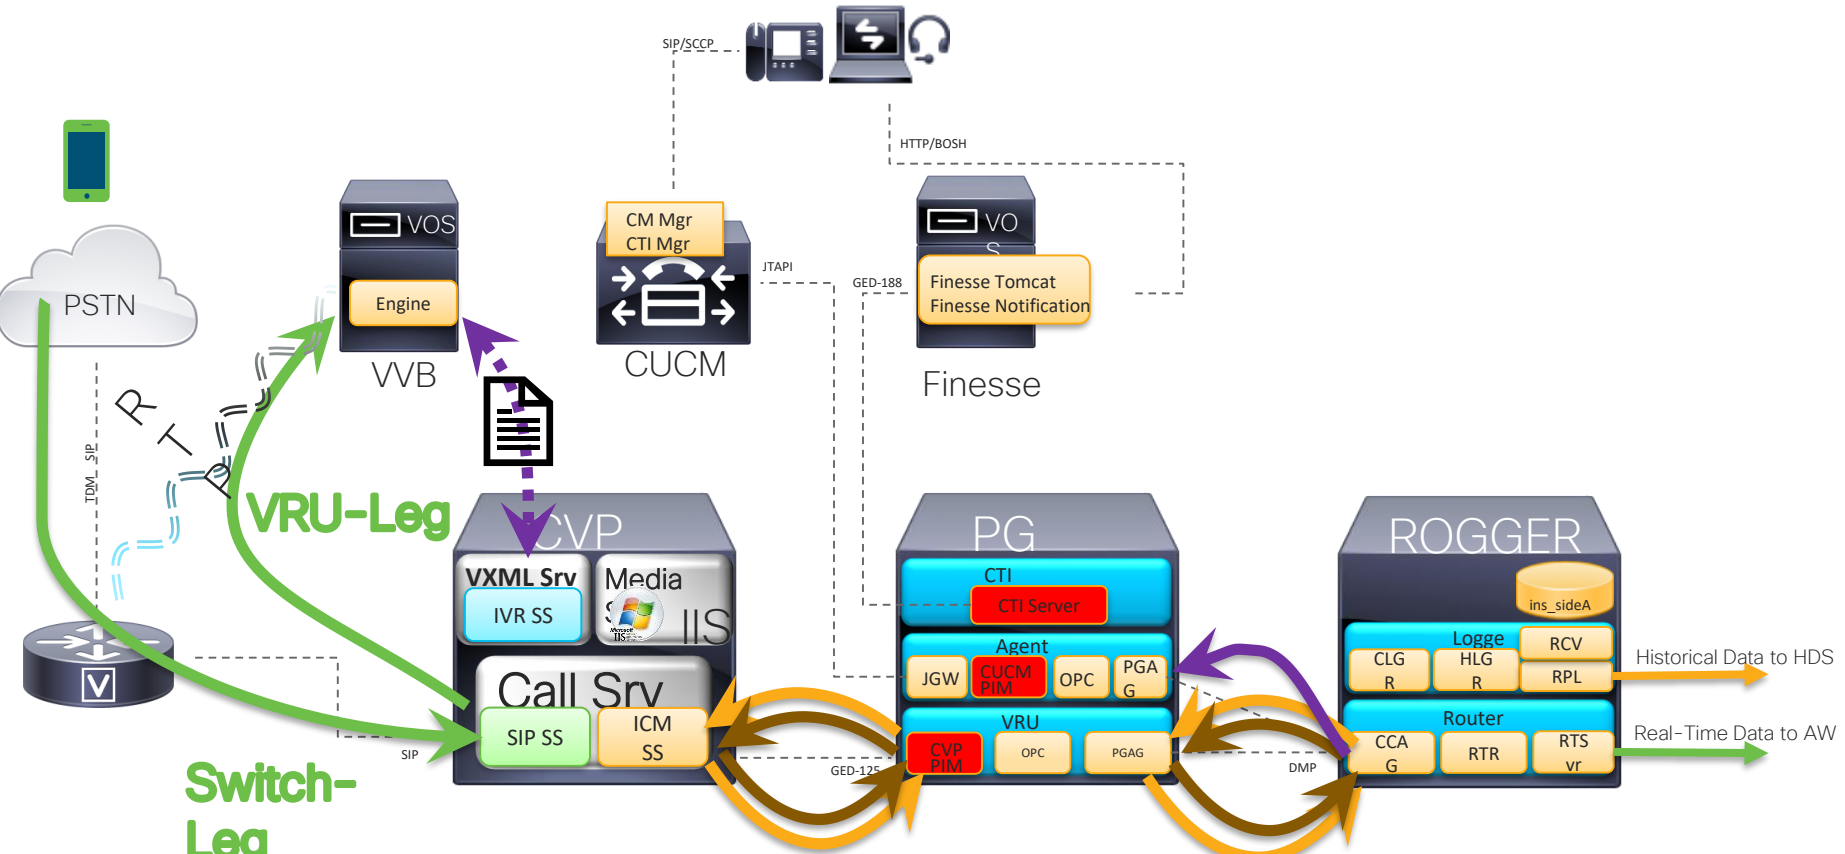 SIP/SCCP
HTTP/BOSH
VOS
CM Mgr
CTI Mgr
VO
S
PSTN
Engine
JTAPI
GED-188
Finesse Tomcat
Finesse Notification
VVB
CUCM
Finesse
R
T
P
TDM
SIP
VRU-Leg
CVP
PG
ROGGER
VXML Srv
IVR SS
Media
S
Microsoft
IIS
IIS
CTI
CTI Server
ins_sideA
Agent
JGW
CUCM
PIM
OPC
PGA
G
Logge
CLG
R
HLG
R
RCV
RPL
Historical Data to HDS
V
Call Srv
SIP SS
ICM
SS
VRU
CVP
PIM
OPC
PGAG
Router
CCA
G
RTR
RTS
vr
Real-Time Data to AW
SIP
GED-125
DMP
Switch-
Leg